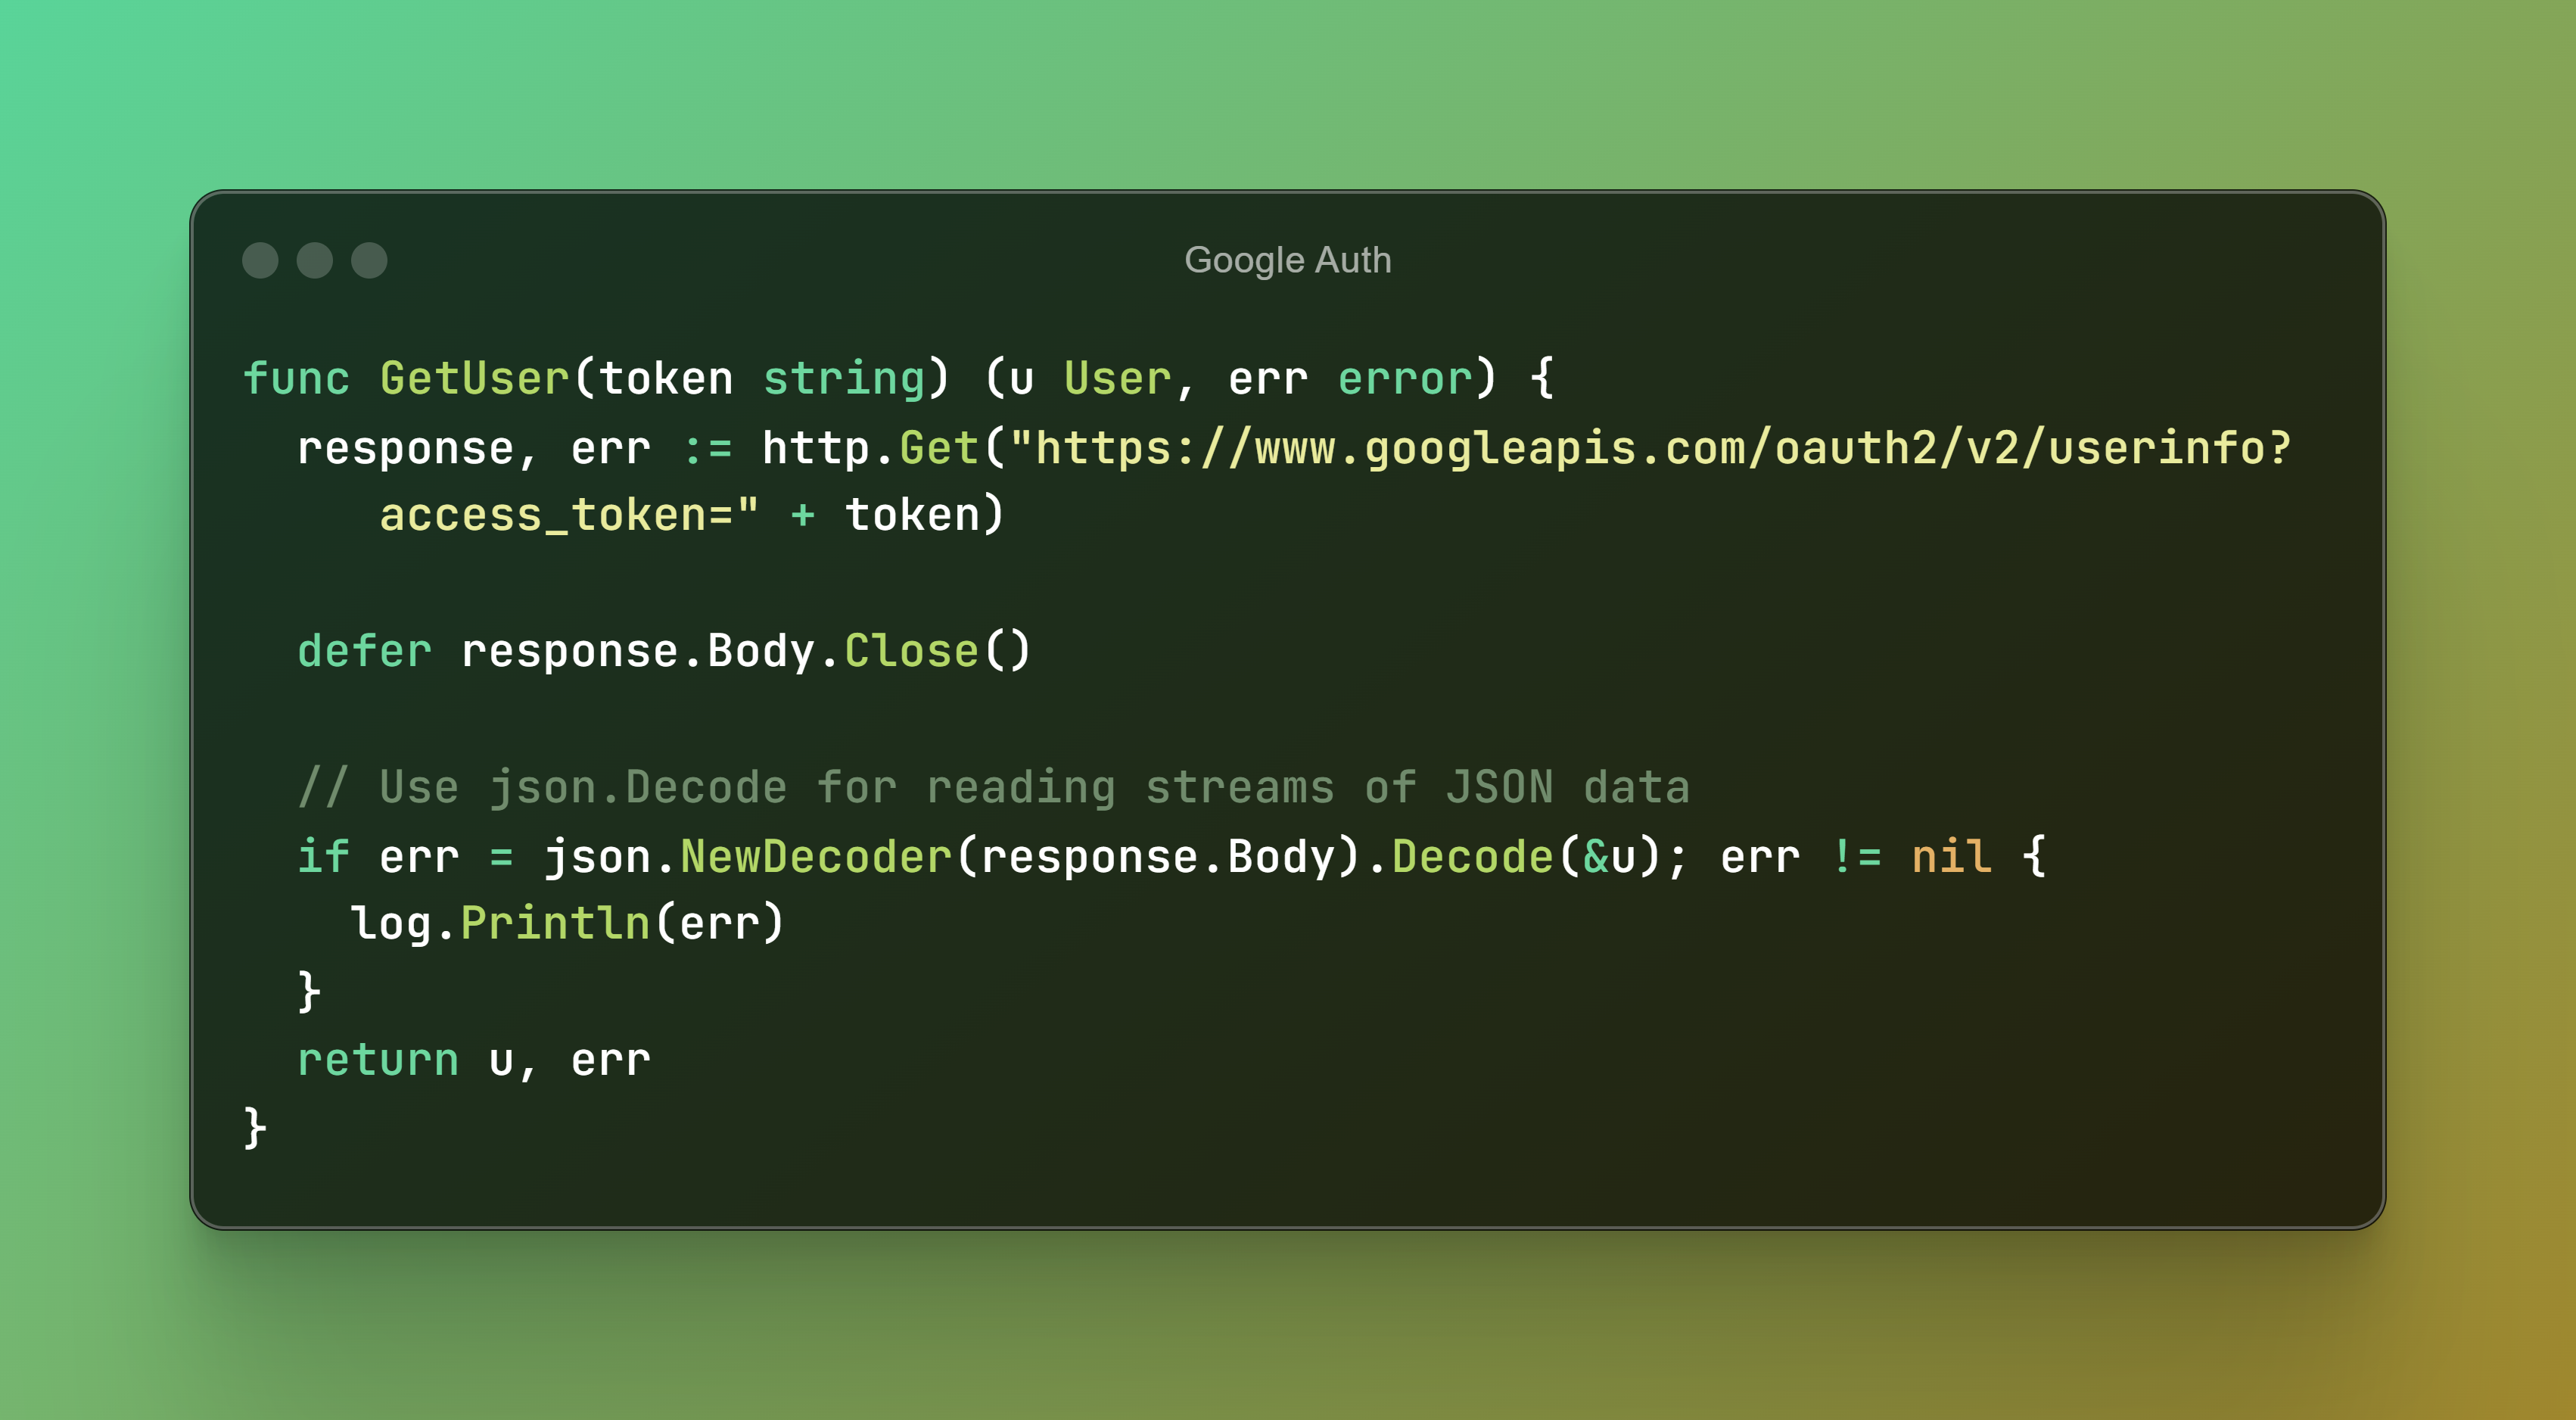 Google Auth
func GetUser(token string) (u User, err error) {
  response, err := http.Get("https://www.googleapis.com/oauth2/v2/userinfo?
     access_token=" + token)

  defer response.Body.Close()

  // Use json.Decode for reading streams of JSON data
  if err = json.NewDecoder(response.Body).Decode(&u); err != nil {
    log.Println(err)
  }
  return u, err
}